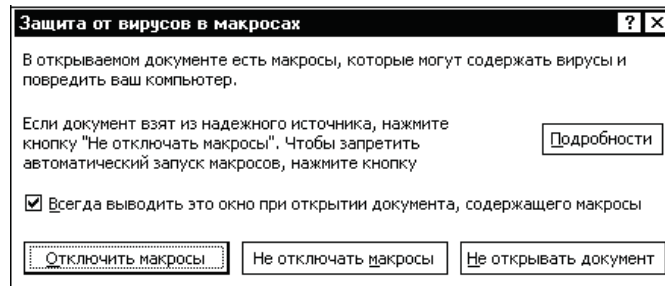 Защита от вирусов в макросах
В открываемом документе есть макросы, которые могут содержать вирусы и
повредить ваш компьютер.
Если документ взят из надежного источника, нажмите
кнопку "Не отключать макросы". Чтобы запретить
автоматический запуск макросов, нажмите кнопку
Подробности
Всегда выводить это окно при открытии документа, содержащего макросы
Отключить макросы
Не отключать макросы
Не открывать документ